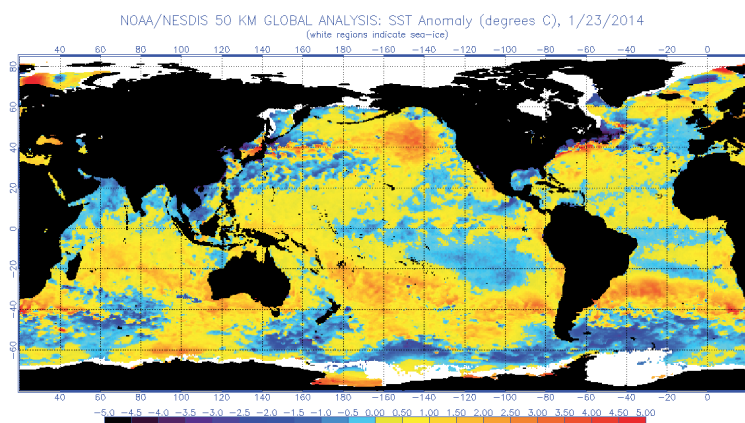 NOAA/NESDIS 50 KM GLOBAL ANALYSIS: SST Anomaly (degrees C), 1/23/2014
(white regions indicate sea-ice)
40 60 80 100 120 140 160 180 -160 -140 -120 -100 -80 -60 -40 -20 0
80
60
40
20
0
-20
-40
-60
40 60 80 100 120 140 160 180 -160 -140 -120 -100 -80 -60 -40 -20 0
-5.0 -4.5 -4.0 -3.5 -3.0 -2.5 -2.0 -1.5 -1.0 -0.5 0.00 0.50 1.00 1.50 2.00 2.50 3.00 3.50 4.00 4.50 5.00